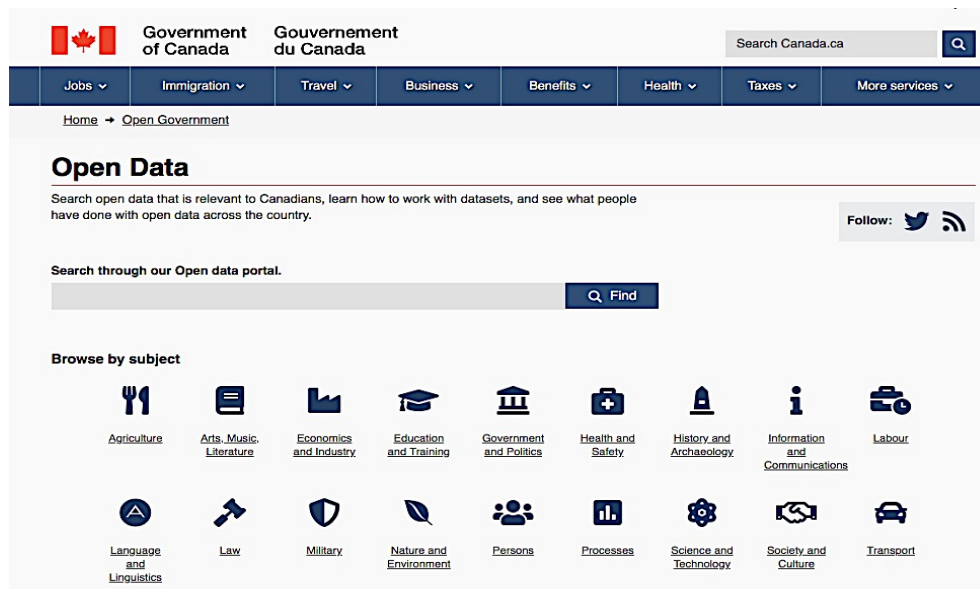 Government of Canada
Gouvernement du Canada
Search Canada.ca
Jobs
Immigration
Travel
Business
Benefits
Health
Taxes
More services
Home → Open Government
Open Data
Search open data that is relevant to Canadians, learn how to work with datasets, and see what people
have done with open data across the country.
Follow:
Search through our Open data portal.
Find
Browse by subject
Agriculture
Arts, Music,
Literature
Economics
and Industry
Education
and Training
Government
and Politics
Health and
Safety
History and
Archaeology
Information
and
Communications
Labour
Language
and
Linguistics
Law
Military
Nature and
Environment
Persons
Processes
Science and
Technology
Society and
Culture
Transport